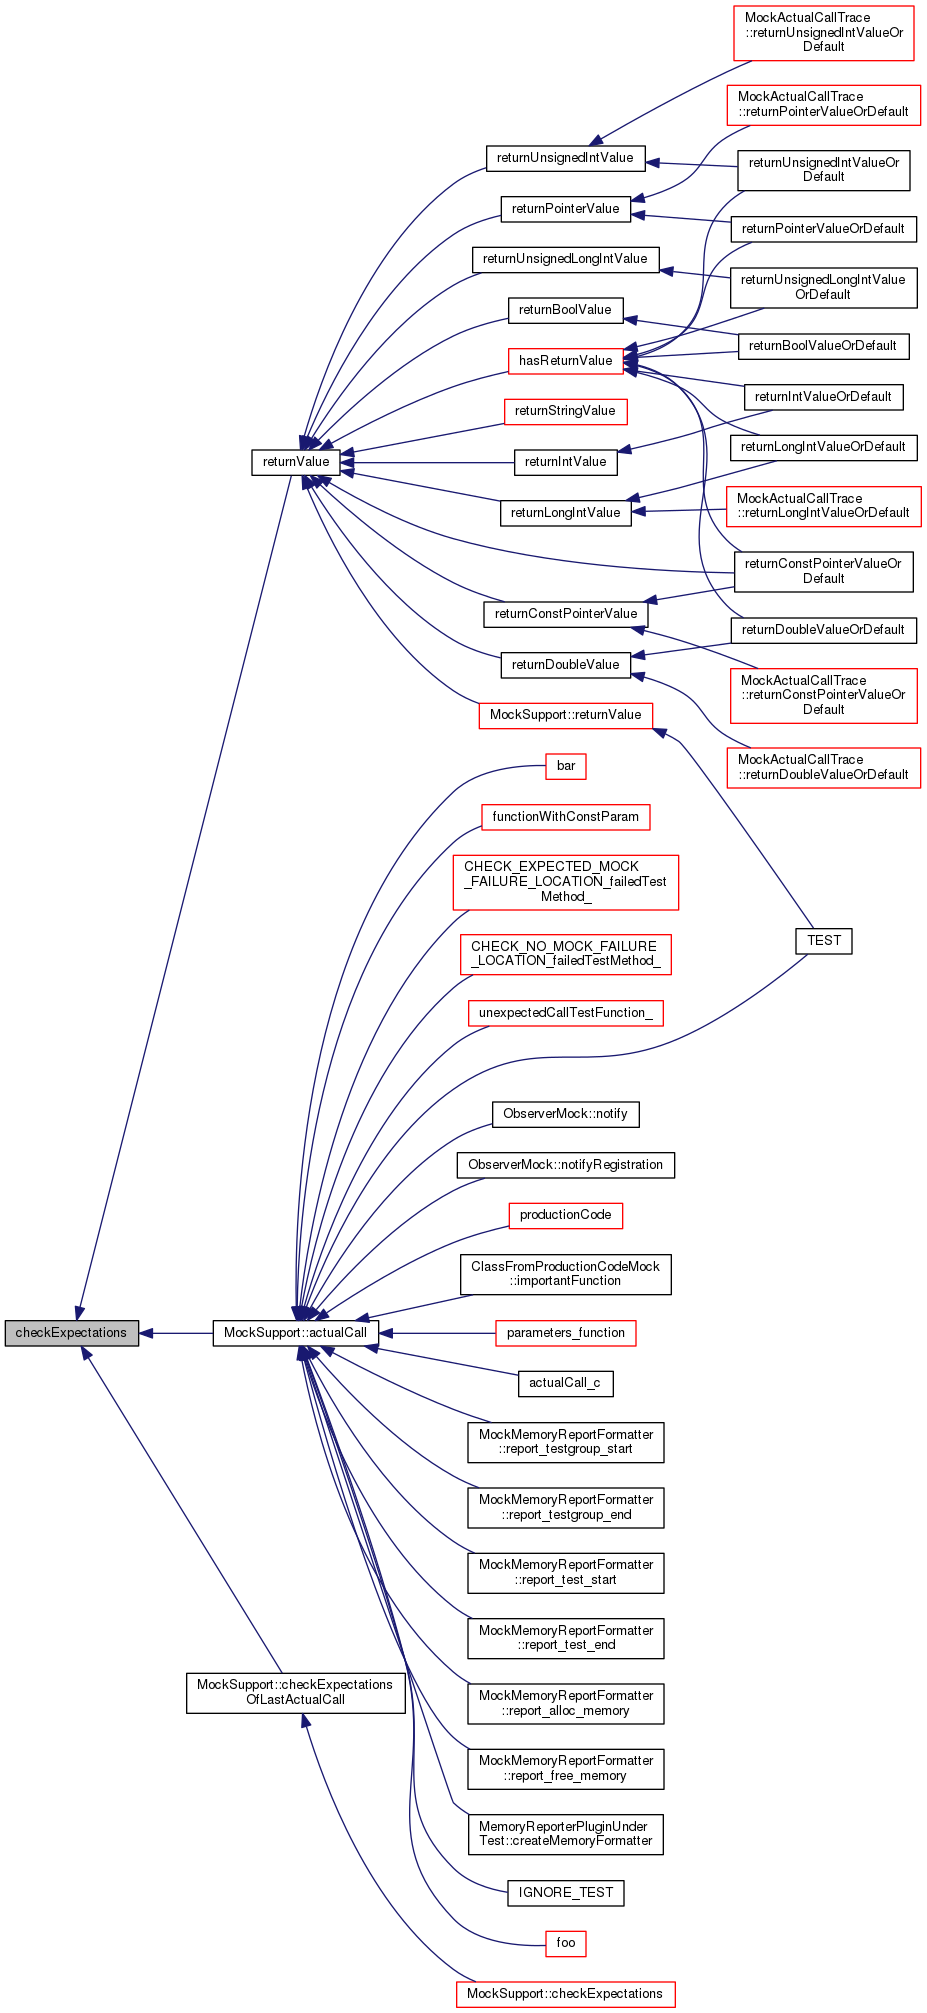 MockActualCallTrace
::returnUnsignedIntValueOr
Default
MockActualCallTrace
::returnPointerValueOrDefault
returnUnsignedIntValue
returnUnsignedIntValueOr
Default
returnPointerValue
returnPointerValueOrDefault
returnUnsignedLongIntValue
returnUnsignedLongIntValue
OrDefault
returnBoolValue
returnBoolValueOrDefault
hasReturnValue
returnIntValueOrDefault
returnStringValue
returnLongIntValueOrDefault
returnValue
returnIntValue
returnLongIntValue
MockActualCallTrace
::returnLongIntValueOrDefault
returnConstPointerValueOr
Default
returnConstPointerValue
returnDoubleValueOrDefault
returnDoubleValue
MockActualCallTrace
::returnConstPointerValueOr
Default
MockSupport::returnValue
MockActualCallTrace
::returnDoubleValueOrDefault
bar
functionWithConstParam
CHECK_EXPECTED_MOCK
_FAILURE_LOCATION_failedTest
Method_
CHECK_NO_MOCK_FAILURE
_LOCATION_failedTestMethod_
TEST
unexpectedCallTestFunction_
ObserverMock::notify
ObserverMock::notifyRegistration
productionCode
ClassFromProductionCodeMock
::importantFunction
checkExpectations
MockSupport::actualCall
parameters_function
actualCall_c
MockMemoryReportFormatter
::report_testgroup_start
MockMemoryReportFormatter
::report_testgroup_end
MockMemoryReportFormatter
::report_test_start
MockMemoryReportFormatter
::report_test_end
MockSupport::checkExpectations
OfLastActualCall
MockMemoryReportFormatter
::report_alloc_memory
MockMemoryReportFormatter
::report_free_memory
MemoryReporterPluginUnder
Test::createMemoryFormatter
IGNORE_TEST
foo
MockSupport::checkExpectations